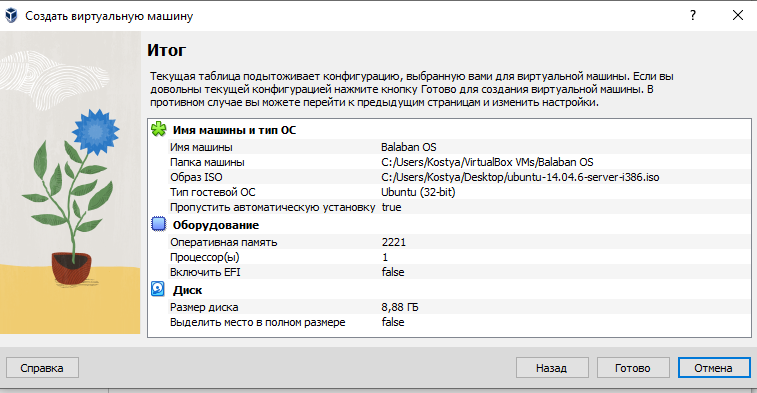 Создать виртуальную машину
Итог
Текущая таблица подытоживает конфигурацию, выбранную вами для виртуальной машины. Если вы
довольны текущей конфигурацией нажмите кнопку Готово для создания виртуальной машины. В
противном случае вы можете перейти к предыдущим страницам и изменить настройки.
Имя машины и тип ОС
Имя машины Balaban OS
Папка машины C:/Users/Kostya/VirtualBox VMs/Balaban OS
Образ ISO C:/Users/Kostya/Desktop/ubuntu-14.04.6-server-i386.iso
Тип гостевой ОС Ubuntu (32-bit)
Пропустить автоматическую установку true
Оборудование
Оперативная память 2221
Процессор(ы) 1
Включить EFI false
Диск
Размер диска 8,88 ГБ
Выделить место в полном размере false
Справка Назад Готово Отмена